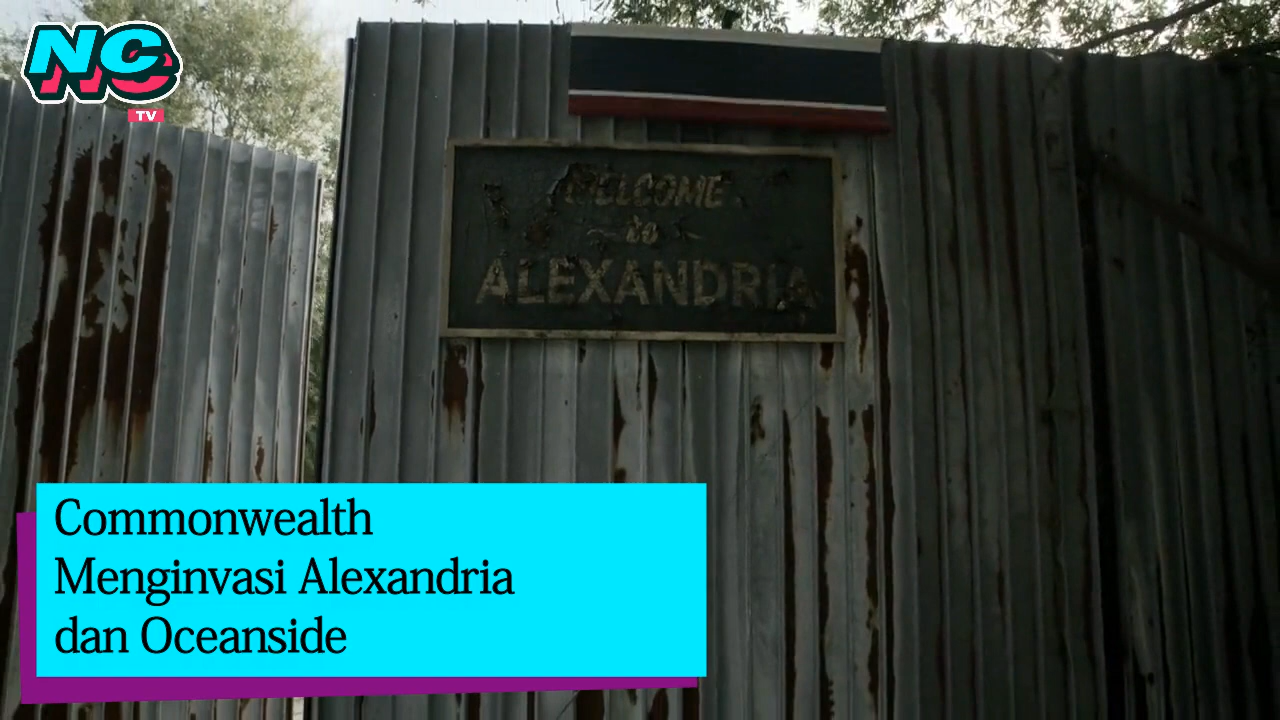 NC
TV
WELCOME
to
ALEXANDRIA
Commonwealth
Menginvasi Alexandria
dan Oceanside